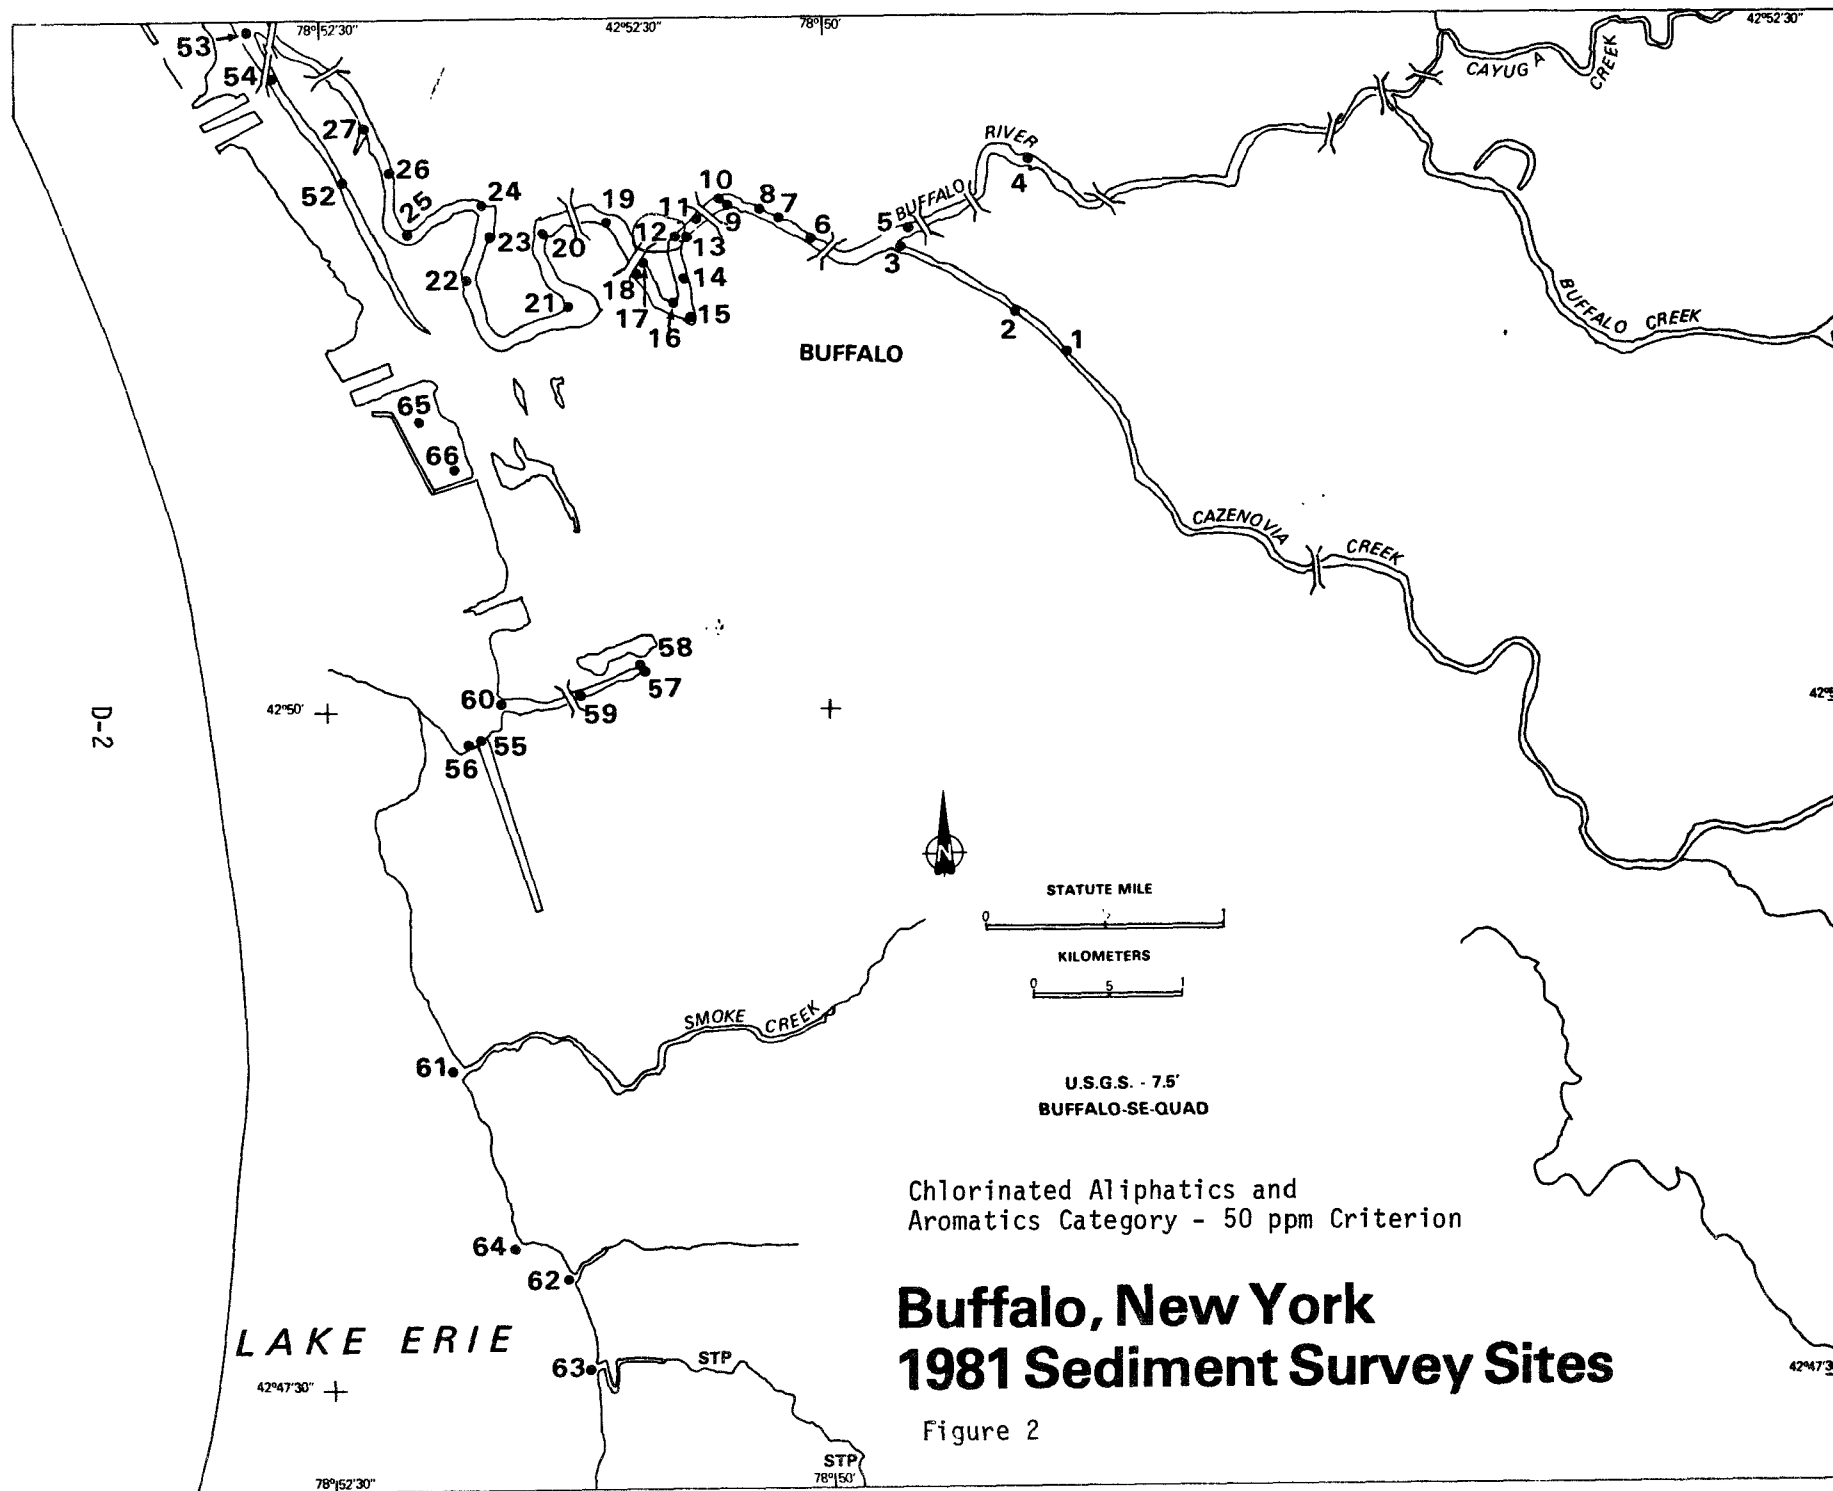 78°52'30"
42°52'30"
78°50'
42°52'30"
53
54
CAYUGA
CREEK
27
RIVER
26
4
52
25
24
10
8
7
19
11
9
BUFFALO
5
6
12
13
23
20
3
22
14
18
21
17
15
16
2
1
BUFFALO
BUFFALO CREEK
65
66
CAZENOVIA
CREEK
58
57
60
59
42°50'
D-2
55
56
N
STATUTE MILE
0 1
KILOMETERS
0 5 1
SMOKE CREEK
61
U.S.G.S. - 7.5'
BUFFALO-SE-QUAD
Chlorinated Aliphatics and
Aromatics Category - 50 ppm Criterion
64
62
Buffalo, New York
1981 Sediment Survey Sites
LAKE ERIE
63
STP
42°47'30"
Figure 2
STP
78°52'30"
78°50'